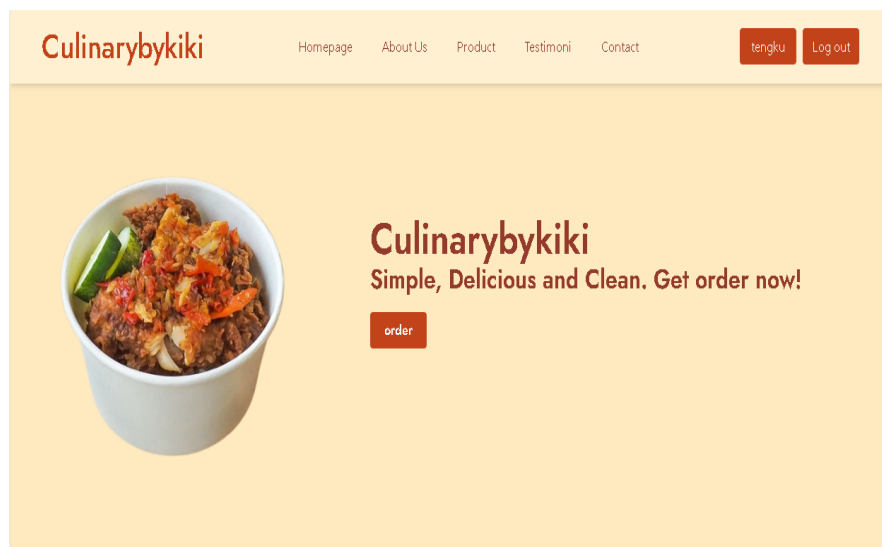 Culinarybykiki
Homepage About Us Product Testimoni Contact
tengku Log out
Culinarybykiki
Simple, Delicious and Clean. Get order now!
order